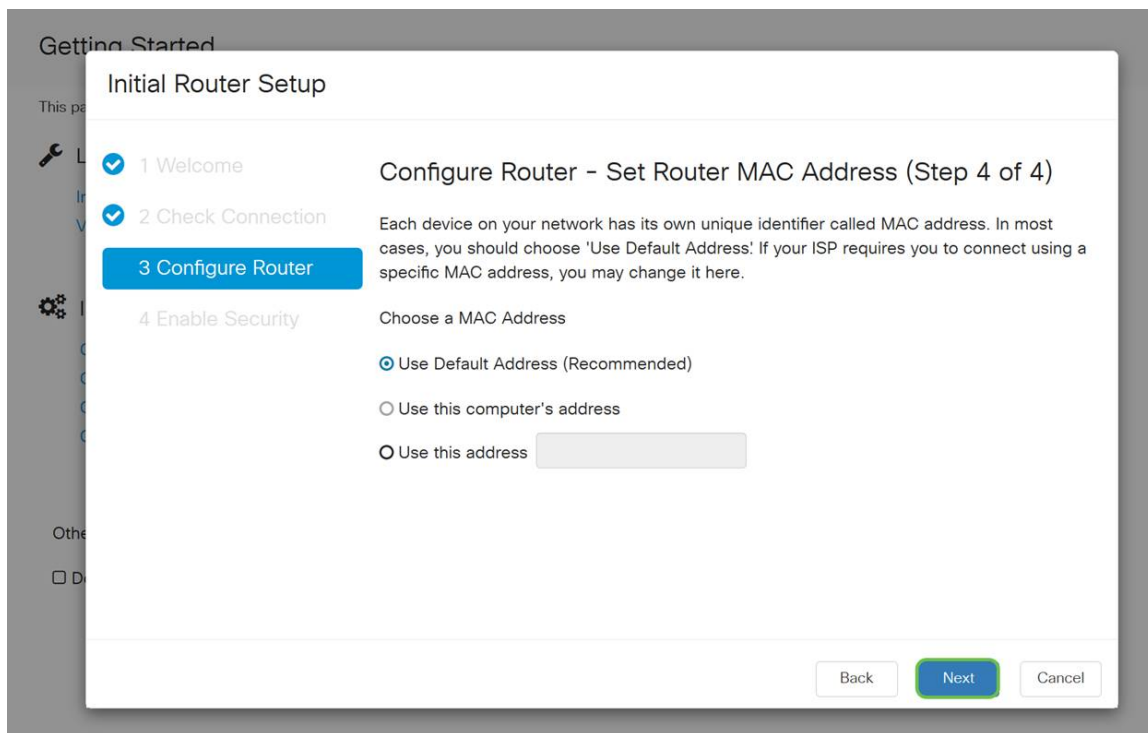 Getting Started
Initial Router Setup
This pa
1 Welcome
2 Check Connection
3 Configure Router
4 Enable Security
Configure Router - Set Router MAC Address (Step 4 of 4)
Each device on your network has its own unique identifier called MAC address. In most
cases, you should choose 'Use Default Address.' If your ISP requires you to connect using a
specific MAC address, you may change it here.
Choose a MAC Address
Use Default Address (Recommended)
Use this computer's address
Use this address
Othe
Back
Next
Cancel